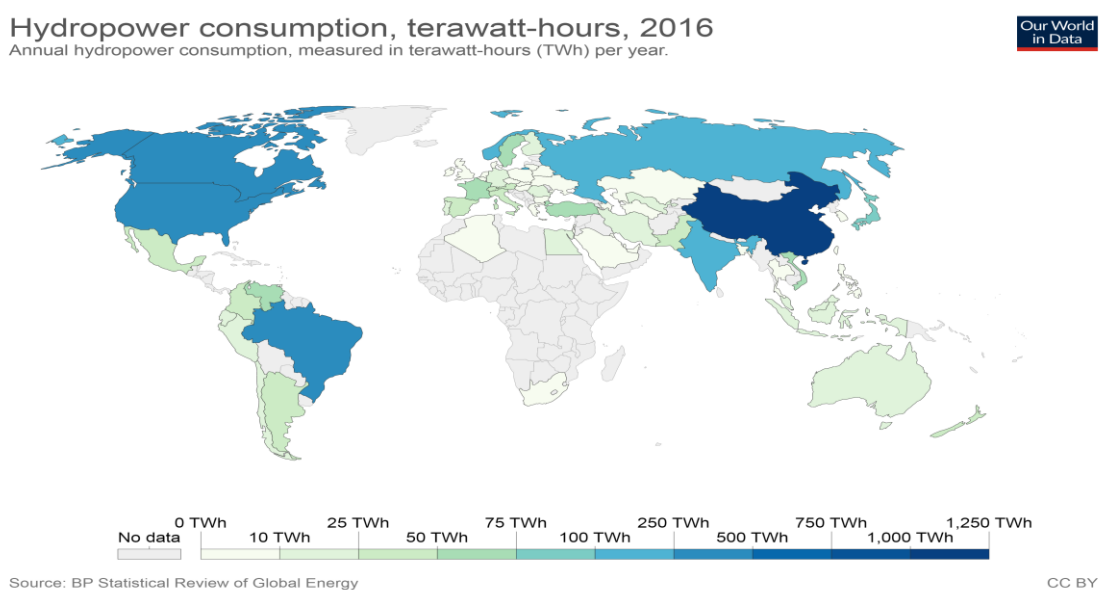 Hydropower consumption, terawatt-hours, 2016
Annual hydropower consumption, measured in terawatt-hours (TWh) per year.
Our World
in Data
0 TWh 25 TWh 75 TWh 250 TWh 750 TWh 1,250 TWh
No data 10 TWh 50 TWh 100 TWh 500 TWh 1,000 TWh
Source: BP Statistical Review of Global Energy
CC BY